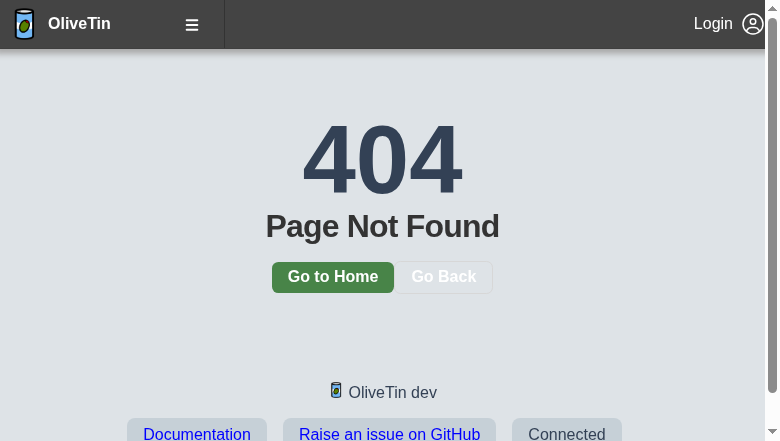 OliveTin
Login
404
Page Not Found
Go to Home
Go Back
OliveTin dev
Documentation
Raise an issue on GitHub
Connected